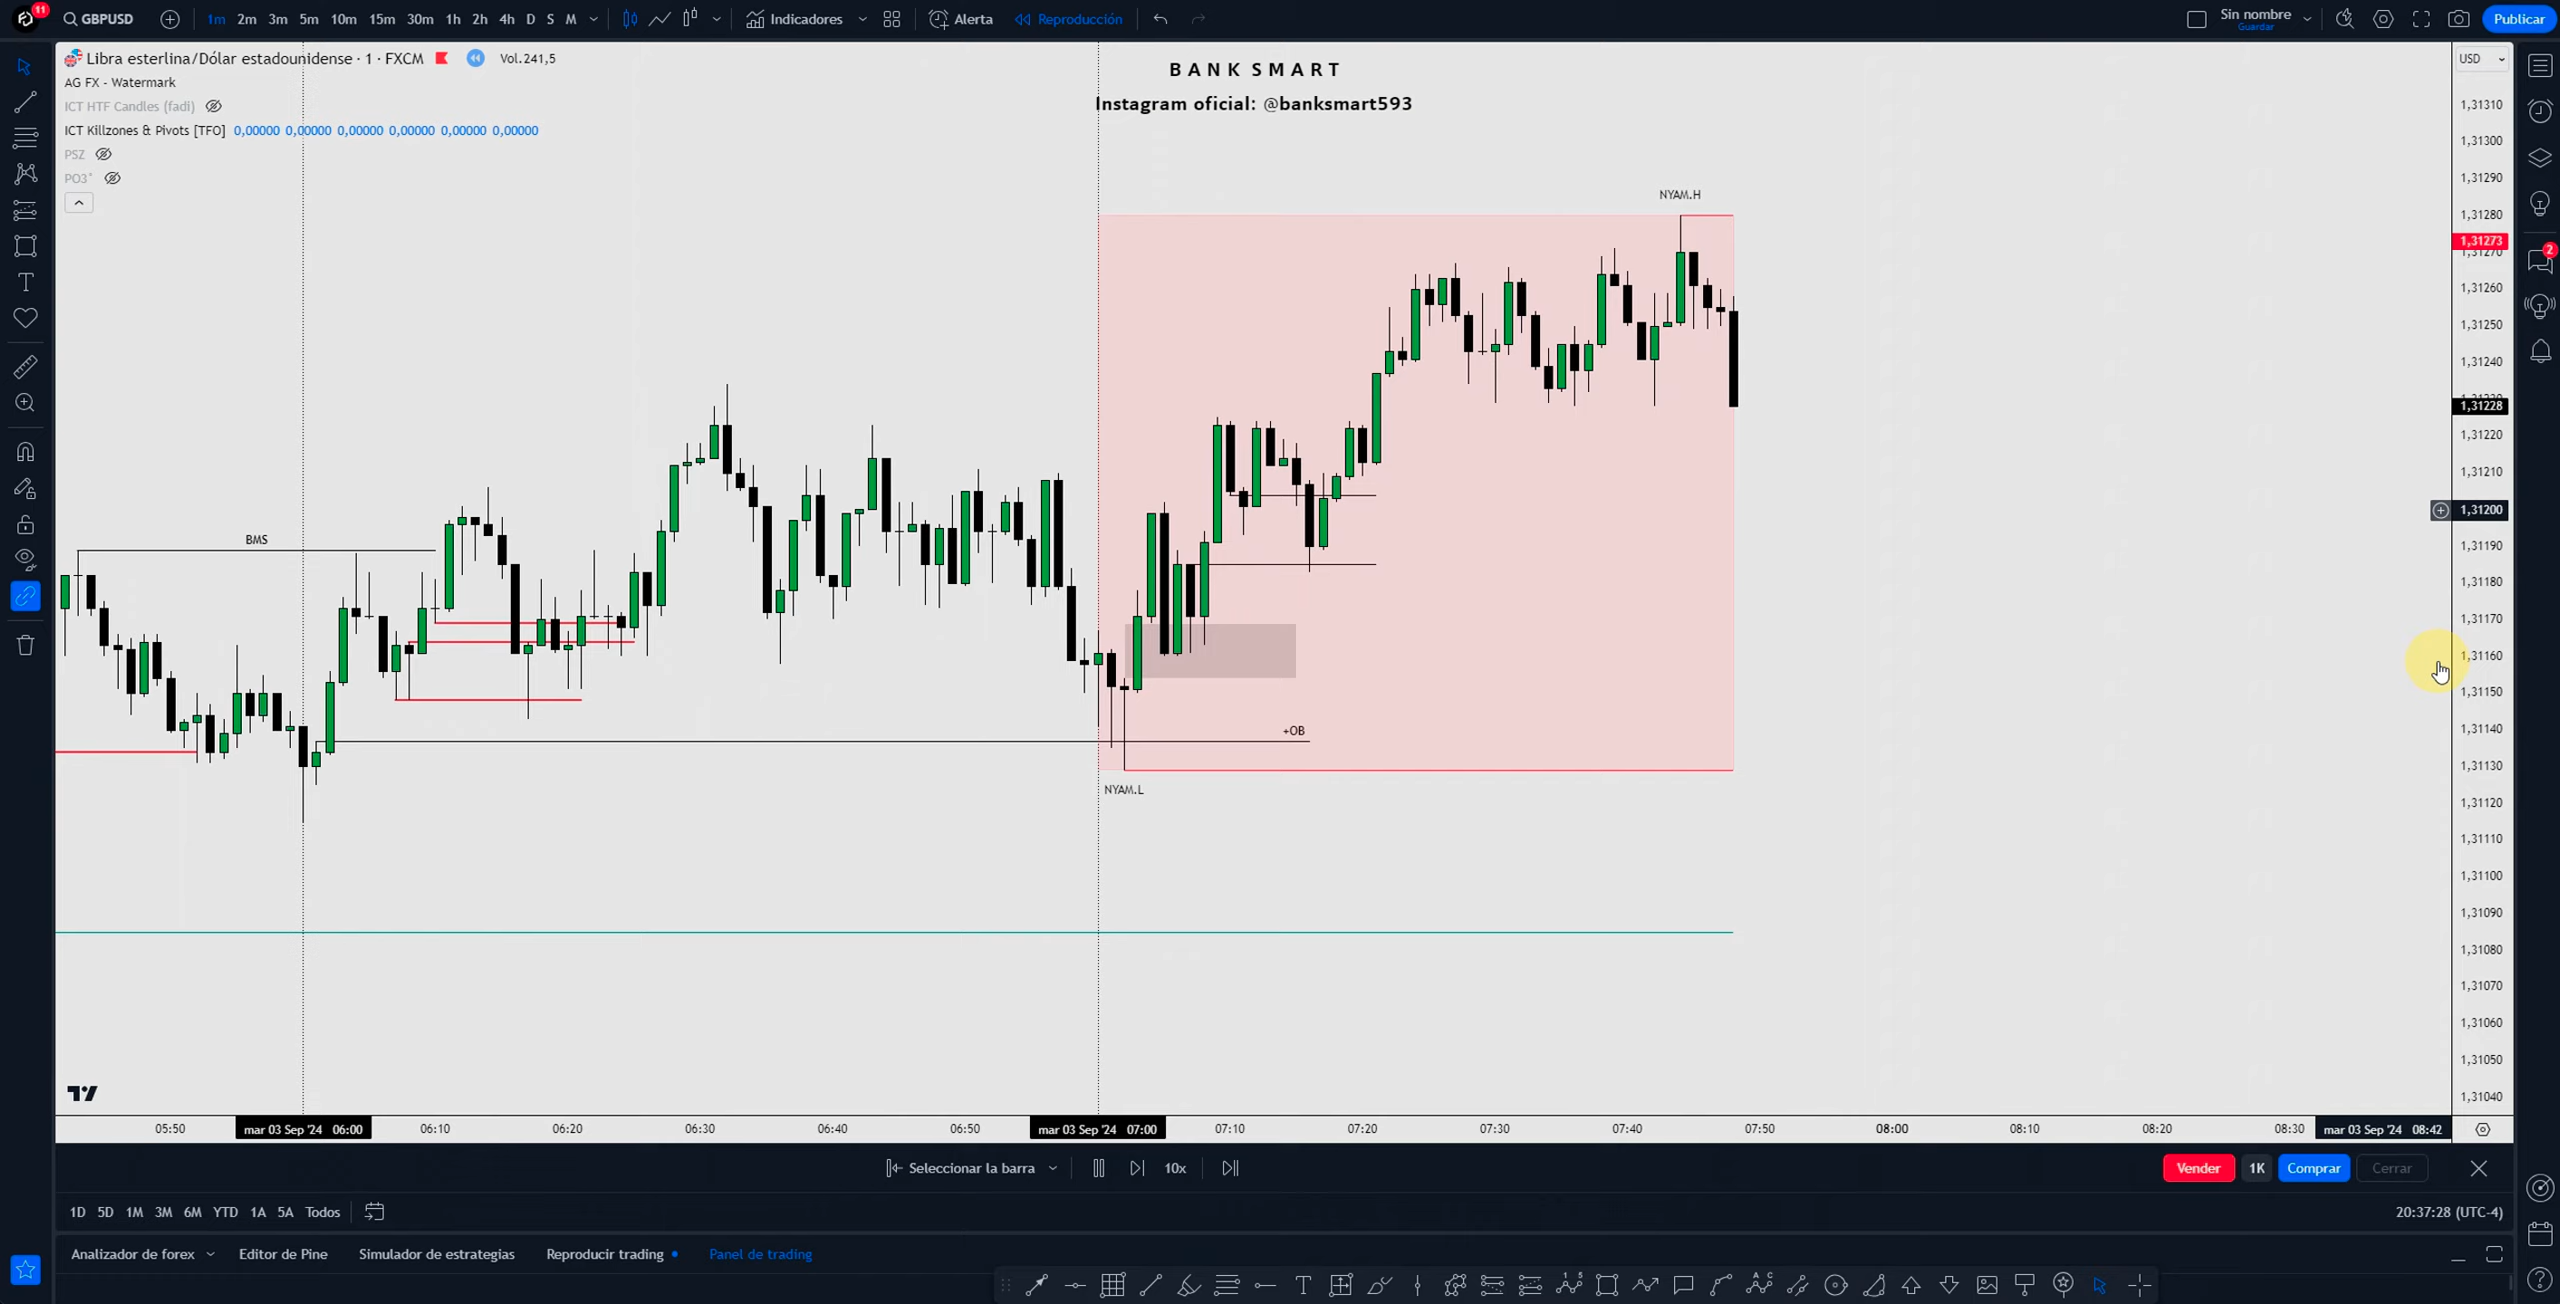 11
GBPUSD
1m 2m 3m 5m 10m 15m 30m 1h 2h 4h D S M
Indicadores
Alerta
Reproducción
Sin nombre
Guardar
Publicar
Libra esterlina/Dólar estadounidense · 1 · FXCM
Vol.241,5
AG FX - Watermark
ICT HTF Candles (fadi)
ICT Killzones & Pivots [TFO] 0,00000 0,00000 0,00000 0,00000 0,00000 0,00000
PSZ
PO3*
BANK SMART
Instagram oficial: @banksmart593
NYAM.H
BMS
+OB
NYAM.L
USD
1,31310
1,31300
1,31290
1,31280
1,31273
1,31270
1,31260
1,31250
1,31240
1,31228
1,31220
1,31210
1,31200
1,31190
1,31180
1,31170
1,31160
1,31150
1,31140
1,31130
1,31120
1,31110
1,31100
1,31090
1,31080
1,31070
1,31060
1,31050
1,31040
2
05:50 mar 03 Sep '24 06:00 06:10 06:20 06:30 06:40 06:50 mar 03 Sep '24 07:00 07:10 07:20 07:30 07:40 07:50 08:00 08:10 08:20 08:30 mar 03 Sep '24 08:42
Seleccionar la barra
10x
Vender 1K Comprar Cerrar
1D 5D 1M 3M 6M YTD 1A 5A Todos
20:37:28 (UTC-4)
Analizador de forex Editor de Pine Simulador de estrategias Reproducir trading Panel de trading